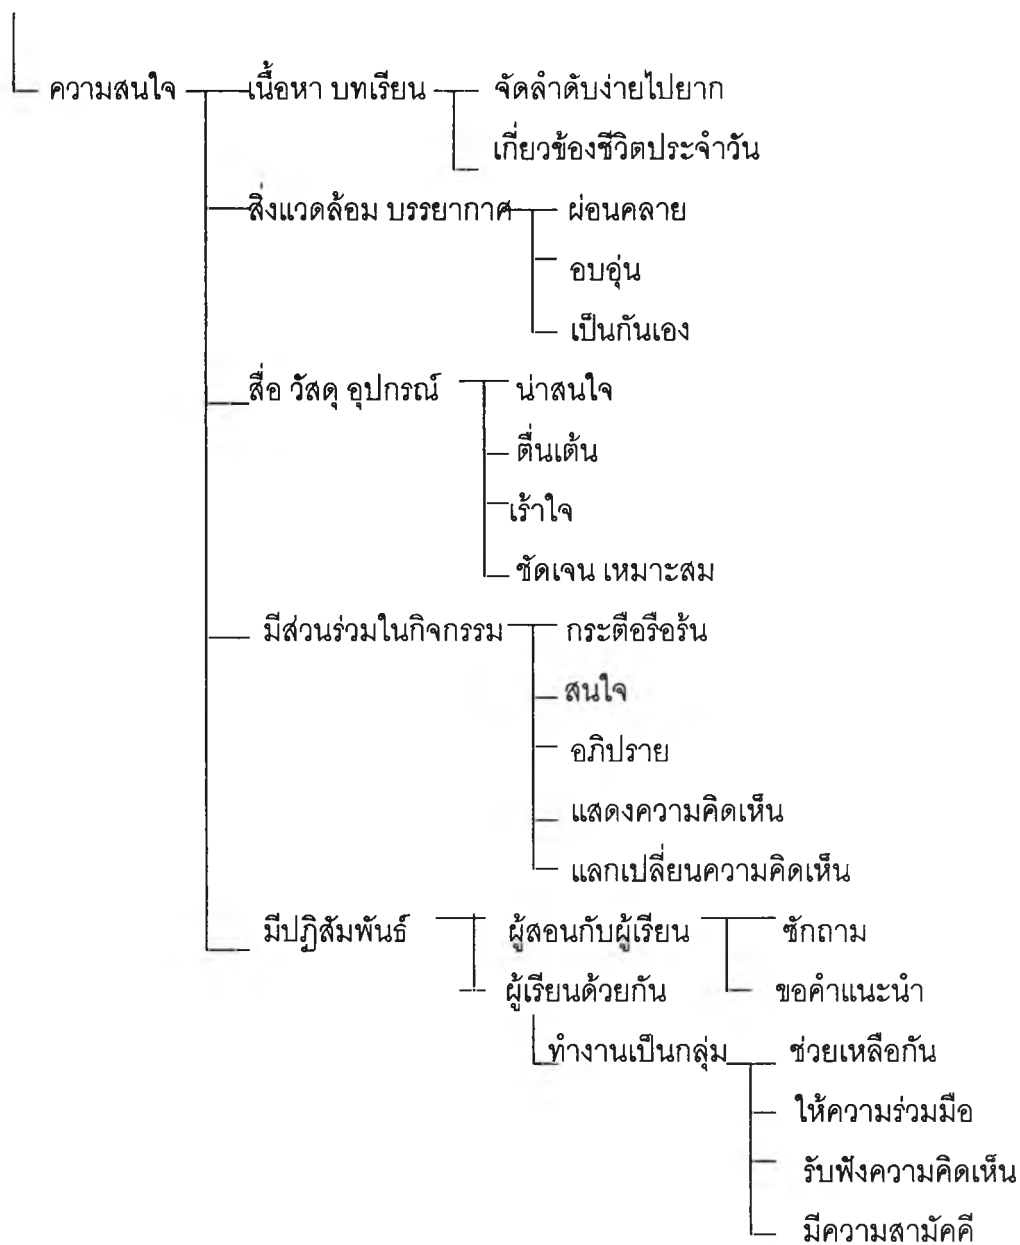 ความสนใจ เนื้อหา บทเรียน จัดลำดับง่ายไปยาก
เกี่ยวข้องชีวิตประจำวัน
สิ่งแวดล้อม บรรยากาศ ผ่อนคลาย
อบอุ่น
เป็นกันเอง
สื่อ วัสดุ อุปกรณ์ น่าสนใจ
ตื่นเต้น
เร้าใจ
ชัดเจน เหมาะสม
มีส่วนร่วมในกิจกรรม กระตือรือร้น
สนใจ
อภิปราย
แสดงความคิดเห็น
แลกเปลี่ยนความคิดเห็น
มีปฏิสัมพันธ์ ผู้สอนกับผู้เรียน ซักถาม
ผู้เรียนด้วยกัน ขอคำแนะนำ
ทำงานเป็นกลุ่ม ช่วยเหลือกัน
ให้ความร่วมมือ
รับฟังความคิดเห็น
มีความสามัคคี